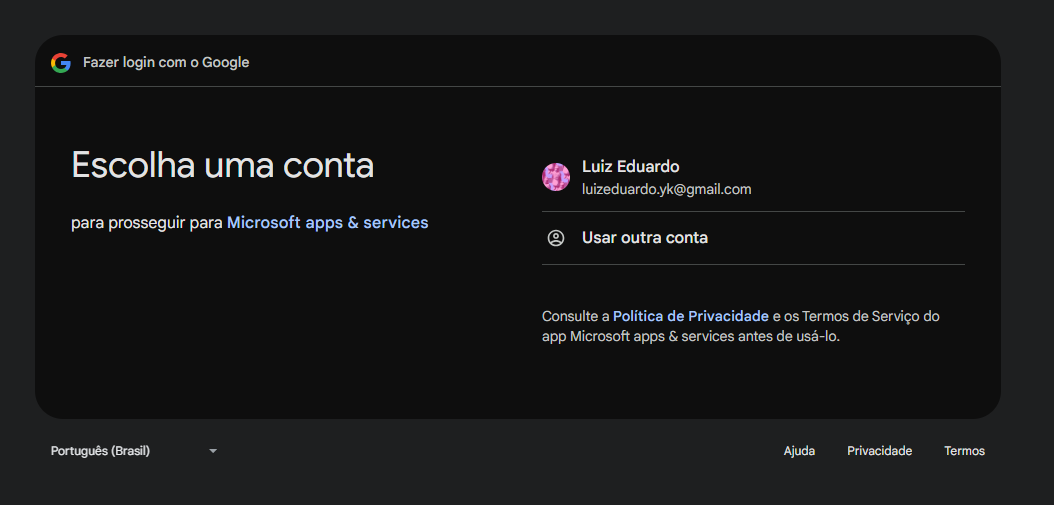 Fazer login com o Google
Escolha uma conta
para prosseguir para Microsoft apps & services
Luiz Eduardo
luizeduardo.yk@gmail.com
Usar outra conta
Consulte a Política de Privacidade e os Termos de Serviço do
app Microsoft apps & services antes de usá-lo.
Português (Brasil)
Ajuda Privacidade Termos